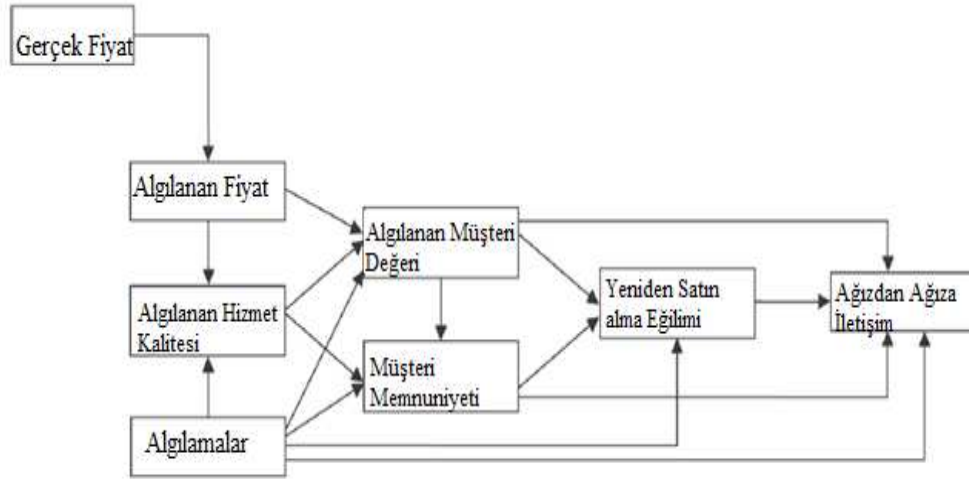 Gerçek Fiyat
Algılanan Fiyat
Algılanan Müşteri
Değeri
Algılanan Hizmet
Kalitesi
Yeniden Satın
alma Eğilimi
Ağızdan Ağıza
İletişim
Müşteri
Memnuniyeti
Algılamalar